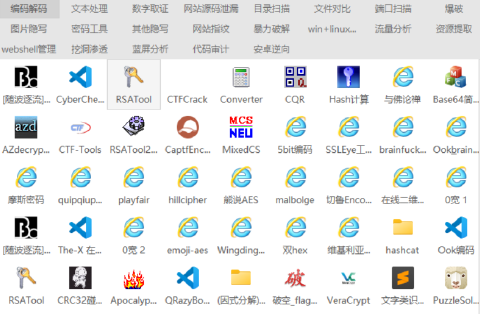 编码解码 文本处理 数字取证 网站源码泄漏 目录扫描 文件对比 端口扫描 爆破
图片隐写 密码工具 其他隐写 网站指纹 暴力破解 win+linux... 流量分析 资源提取
webshell管理 挖洞渗透 蓝屏分析 代码审计 安卓逆向
[随波逐流]... CyberChe... RSATool CTFCrack Converter CQR Hash计算 与佛论禅 Base64简...
AZdecryp... CTF-Tools RSATool2... CaptfEnc... MixedCS 5bit编码 SSLEye工... brainfuck... Ookbrain...
摩斯密码 quipqiup... playfair hillcipher 能说AES malbolge 切鲁Enco... 在线二维... 0宽 1
[随波逐流]... The-X 在... 0宽 2 emoji-aes Wingding... 双hex 维基利亚... hashcat Ook编码
RSATool CRC32碰... Apocalyp... QRazyBo... (因式分解)... 破空_flag... VeraCrypt 文字类识... PuzzleSol...